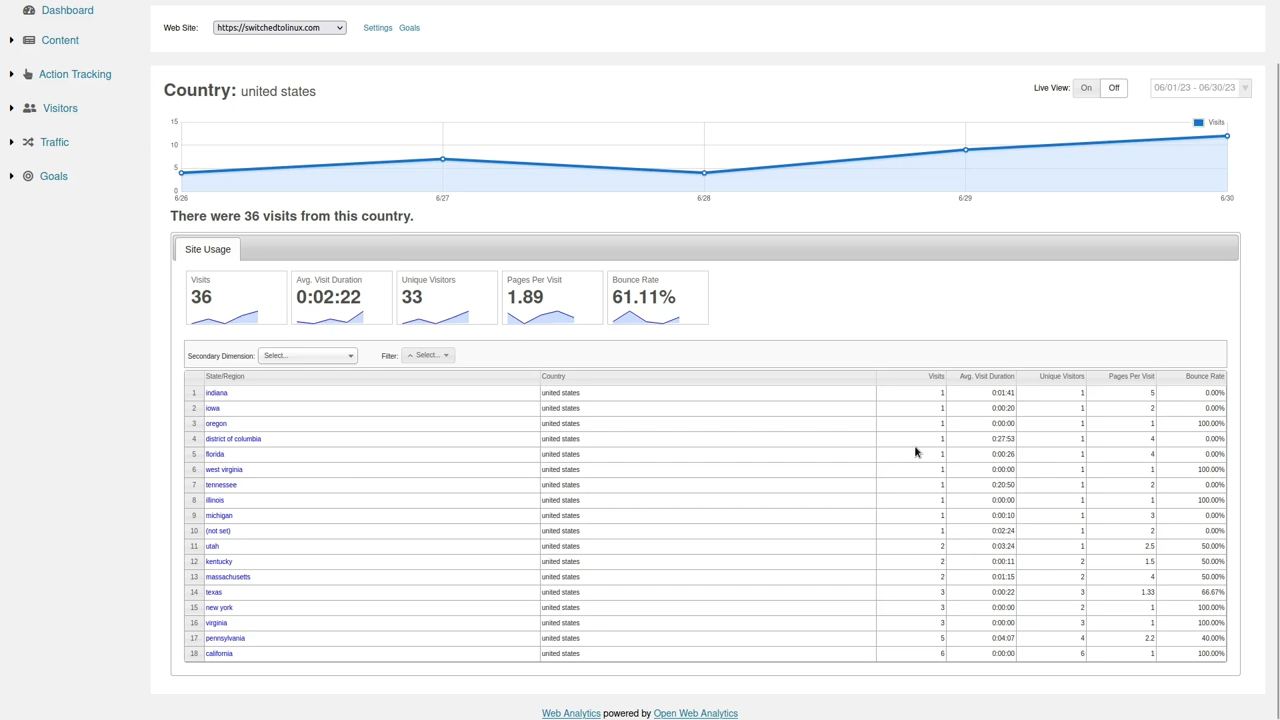 Dashboard
Content
Action Tracking
Visitors
Traffic
Goals
Web Site: https://switchedtolinux.com Settings Goals
Country: united states
Live View: On Off 06/01/23 - 06/30/23
Visits
15
10
5
0
6/26 6/27 6/28 6/29 6/30
There were 36 visits from this country.
Site Usage
Visits Avg. Visit Duration Unique Visitors Pages Per Visit Bounce Rate
36 0:02:22 33 1.89 61.11%
Secondary Dimension: Select... Filter: Select...
State/Region Country Visits Avg. Visit Duration Unique Visitors Pages Per Visit Bounce Rate
1 indiana united states 1 0:01:41 1 5 0.00%
2 iowa united states 1 0:00:20 1 2 0.00%
3 oregon united states 1 0:00:00 1 1 100.00%
4 district of columbia united states 1 0:27:53 1 4 0.00%
5 florida united states 1 0:00:26 1 4 0.00%
6 west virginia united states 1 0:00:00 1 1 100.00%
7 tennessee united states 1 0:20:50 1 2 0.00%
8 illinois united states 1 0:00:00 1 1 100.00%
9 michigan united states 1 0:00:10 1 3 0.00%
10 (not set) united states 1 0:02:24 1 2 0.00%
11 utah united states 2 0:03:24 1 2.5 50.00%
12 kentucky united states 2 0:00:11 2 1.5 50.00%
13 massachusetts united states 2 0:01:15 2 4 50.00%
14 texas united states 3 0:00:22 3 1.33 66.67%
15 new york united states 3 0:00:00 2 1 100.00%
16 virginia united states 3 0:00:00 3 1 100.00%
17 pennsylvania united states 5 0:04:07 4 2.2 40.00%
18 california united states 6 0:00:00 6 1 100.00%
Web Analytics powered by Open Web Analytics